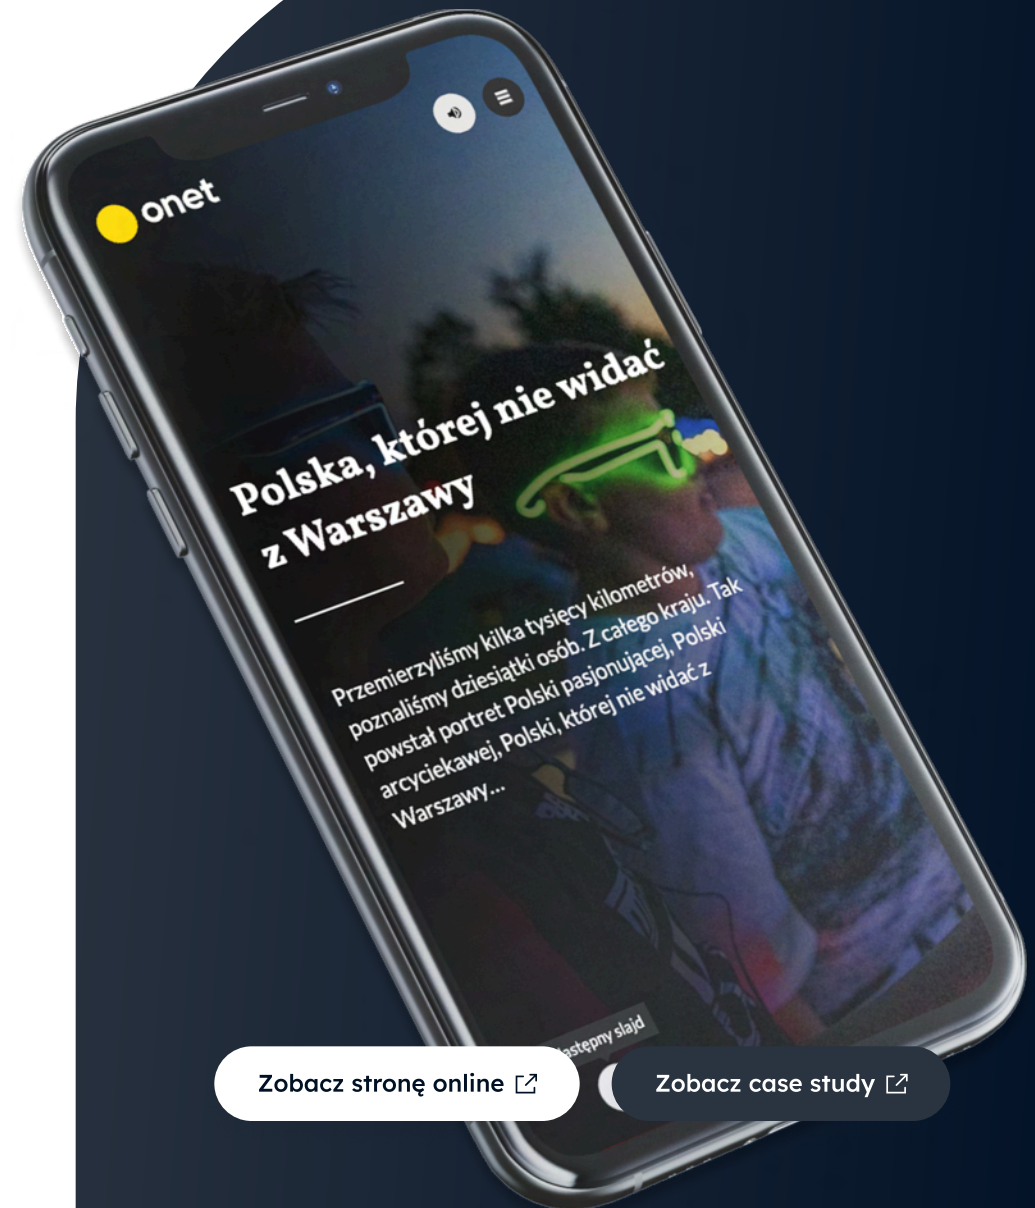 onet
Polska, której nie widać
z Warszawy
Przemierzyliśmy kilka tysięcy kilometrów,
poznaliśmy dziesiątki osób. Z całego kraju. Tak
powstał portret Polski pasjonującej, Polski
arcyciekawej, Polski, której nie widać z
Warszawy...
slajd
Zobacz stronę online
Zobacz case study